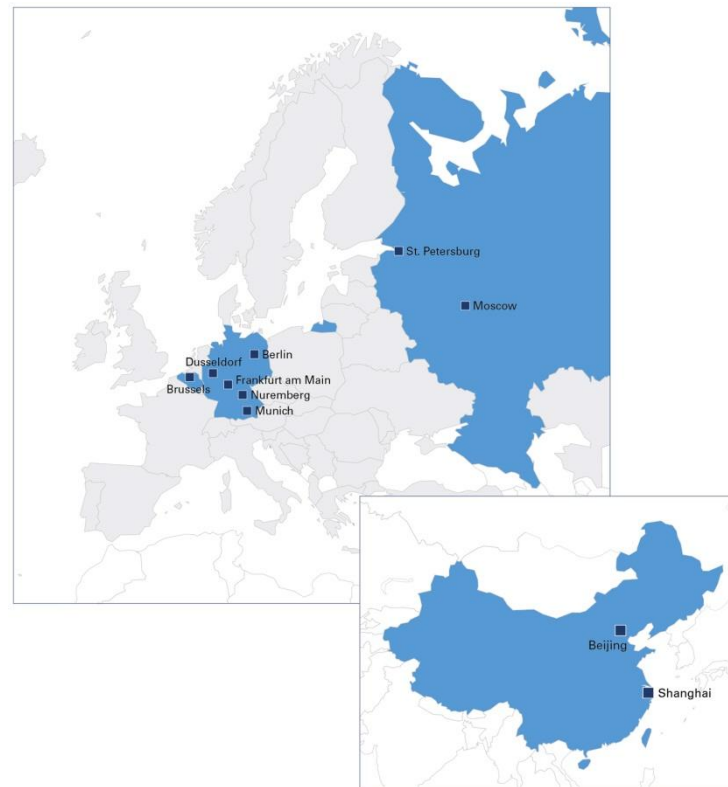 St. Petersburg
Moscow
Berlin
Dusseldorf
Brussels
Frankfurt am Main
Nuremberg
Munich
Beijing
Shanghai